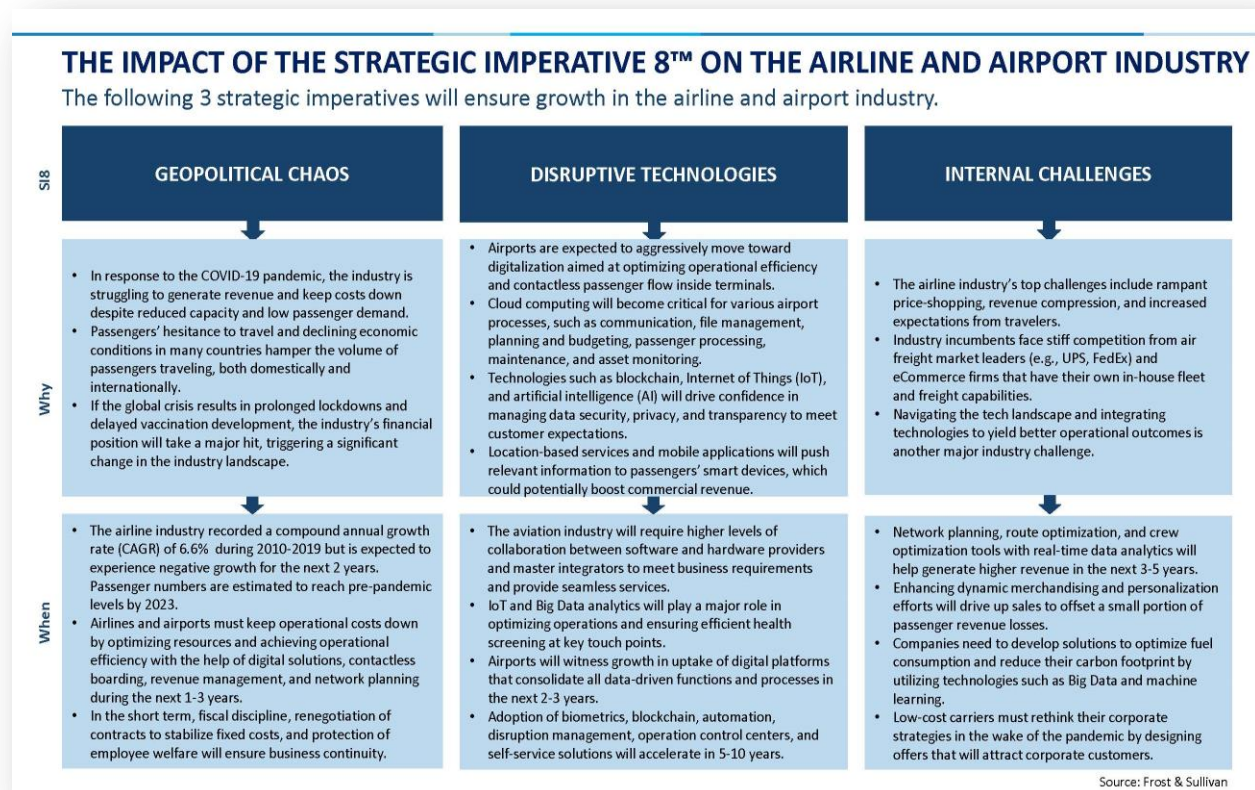 THE IMPACT OF THE STRATEGIC IMPERATIVE 8™ ON THE AIRLINE AND AIRPORT INDUSTRY
The following 3 strategic imperatives will ensure growth in the airline and airport industry.
SI8
GEOPOLITICAL CHAOS
DISRUPTIVE TECHNOLOGIES
INTERNAL CHALLENGES
Why
• In response to the COVID-19 pandemic, the industry is
struggling to generate revenue and keep costs down
despite reduced capacity and low passenger demand.
• Passengers' hesitance to travel and declining economic
conditions in many countries hamper the volume of
passengers traveling, both domestically and
internationally.
• If the global crisis results in prolonged lockdowns and
delayed vaccination development, the industry's financial
position will take a major hit, triggering a significant
change in the industry landscape.
• Airports are expected to aggressively move toward
digitalization aimed at optimizing operational efficiency
and contactless passenger flow inside terminals.
• Cloud computing will become critical for various airport
processes, such as communication, file management,
planning and budgeting, passenger processing,
maintenance, and asset monitoring.
• Technologies such as blockchain, Internet of Things (IoT),
and artificial intelligence (AI) will drive confidence in
managing data security, privacy, and transparency to meet
customer expectations.
• Location-based services and mobile applications will push
relevant information to passengers' smart devices, which
could potentially boost commercial revenue.
• The airline industry's top challenges include rampant
price-shopping, revenue compression, and increased
expectations from travelers.
• Industry incumbents face stiff competition from air
freight market leaders (e.g., UPS, FedEx) and
eCommerce firms that have their own in-house fleet
and freight capabilities.
• Navigating the tech landscape and integrating
technologies to yield better operational outcomes is
another major industry challenge.
When
• The airline industry recorded a compound annual growth
rate (CAGR) of 6.6% during 2010-2019 but is expected to
experience negative growth for the next 2 years.
Passenger numbers are estimated to reach pre-pandemic
levels by 2023.
• Airlines and airports must keep operational costs down
by optimizing resources and achieving operational
efficiency with the help of digital solutions, contactless
boarding, revenue management, and network planning
during the next 1-3 years.
• In the short term, fiscal discipline, renegotiation of
contracts to stabilize fixed costs, and protection of
employee welfare will ensure business continuity.
• The aviation industry will require higher levels of
collaboration between software and hardware providers
and master integrators to meet business requirements
and provide seamless services.
• IoT and Big Data analytics will play a major role in
optimizing operations and ensuring efficient health
screening at key touch points.
• Airports will witness growth in uptake of digital platforms
that consolidate all data-driven functions and processes in
the next 2-3 years.
• Adoption of biometrics, blockchain, automation,
disruption management, operation control centers, and
self-service solutions will accelerate in 5-10 years.
• Network planning, route optimization, and crew
optimization tools with real-time data analytics will
help generate higher revenue in the next 3-5 years.
• Enhancing dynamic merchandising and personalization
efforts will drive up sales to offset a small portion of
passenger revenue losses.
• Companies need to develop solutions to optimize fuel
consumption and reduce their carbon footprint by
utilizing technologies such as Big Data and machine
learning.
• Low-cost carriers must rethink their corporate
strategies in the wake of the pandemic by designing
offers that will attract corporate customers.
Source: Frost & Sullivan